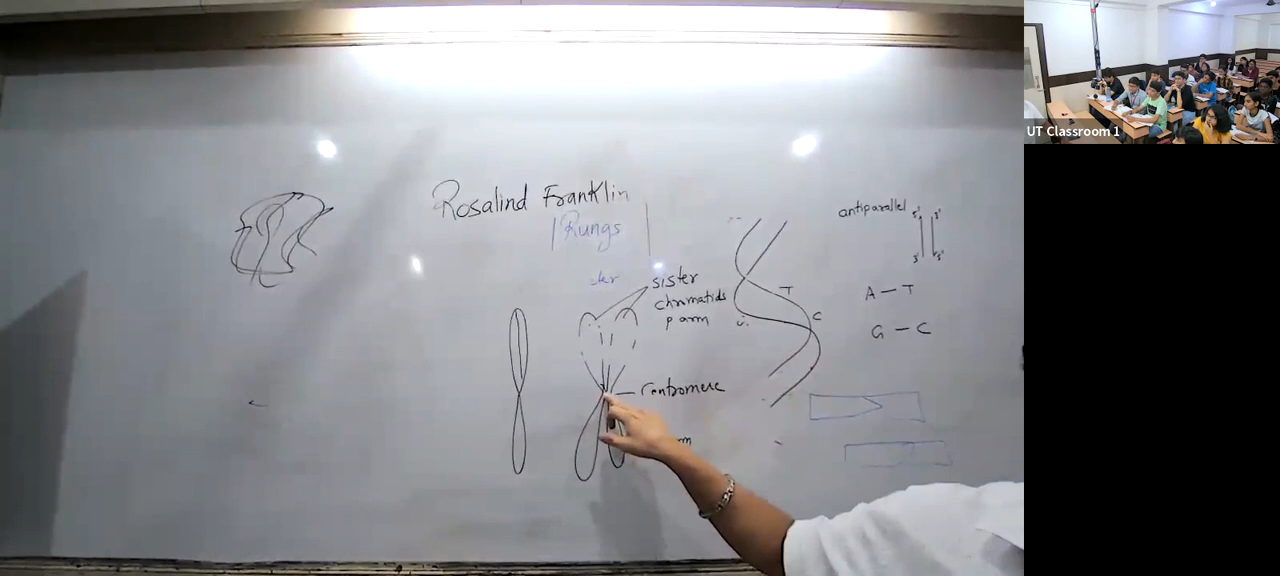 Rosalind Franklin
Rungs
sister
chromatids
p arm
centromere
antiparallel 5' 3'
3' 5'
T
C
G
A - T
G - C
UT Classroom 1